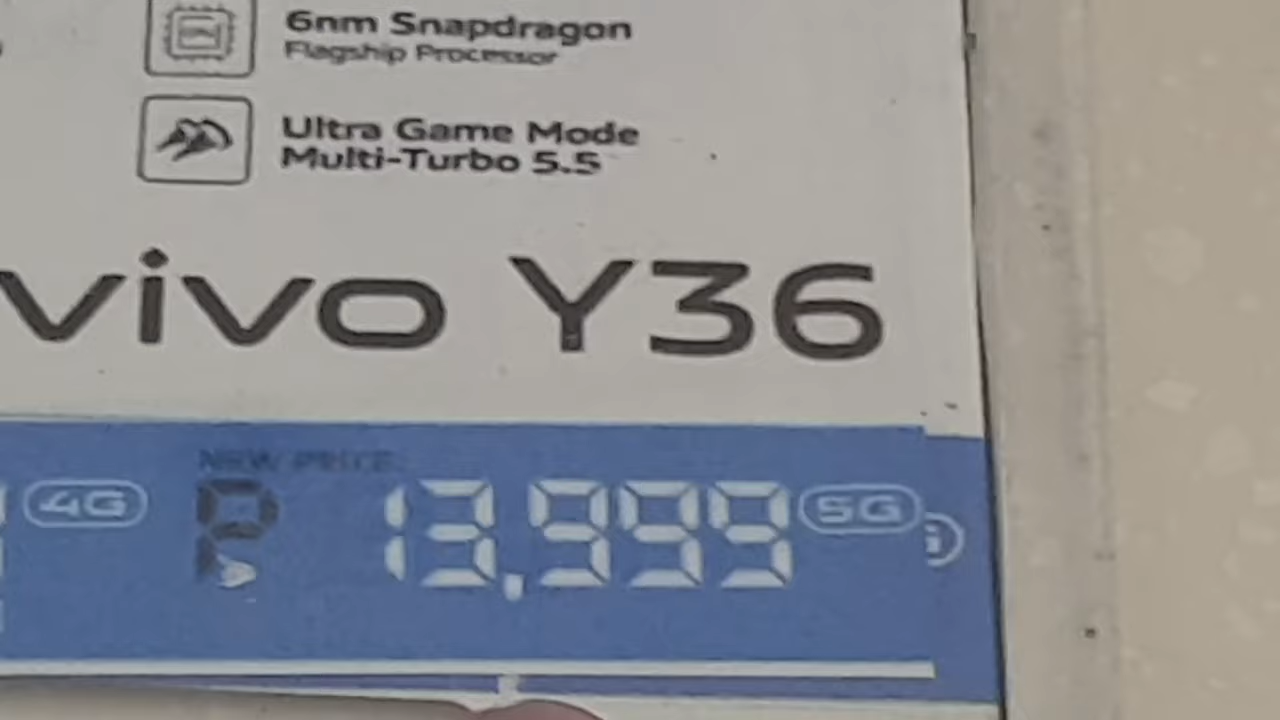 6nm Snapdragon
Flagship Processor
Ultra Game Mode
Multi-Turbo 5.5
vivo Y36
NEW PRICE:
4G P 13,999 5G